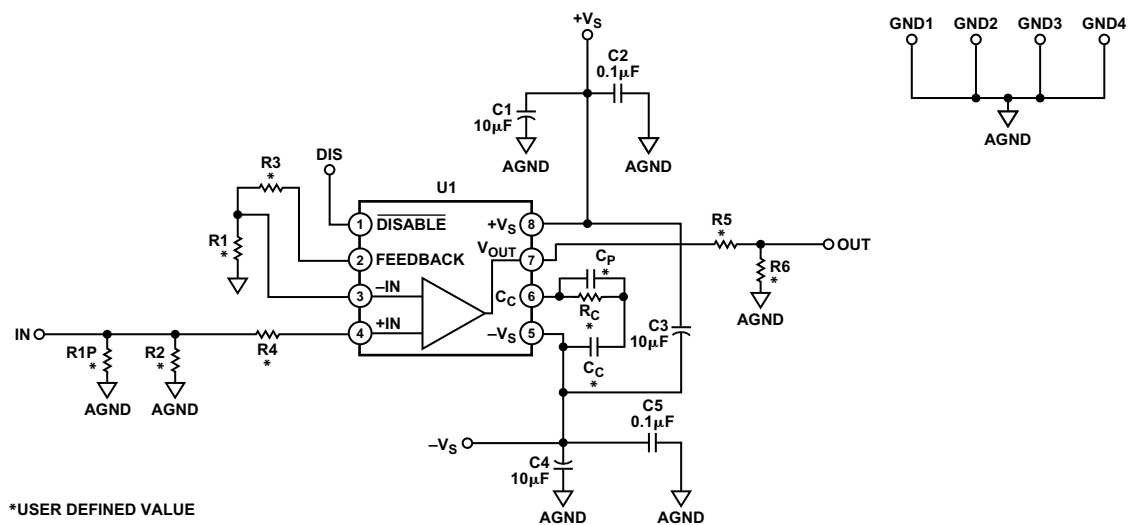 +VS
GND1 GND2 GND3 GND4
C2
0.1µF
C1
10µF
AGND
AGND
AGND
DIS
R3
*
U1
1 DISABLE
+VS 8
R1
*
2 FEEDBACK
VOUT 7
R5
*
OUT
R6
*
AGND
3 –IN
CC 6
CP
*
RC
*
4 +IN
–VS 5
CC
*
C3
10µF
IN
R1P
*
R2
*
R4
*
AGND
AGND
C5
0.1µF
–VS
C4
10µF
AGND
AGND
*USER DEFINED VALUE